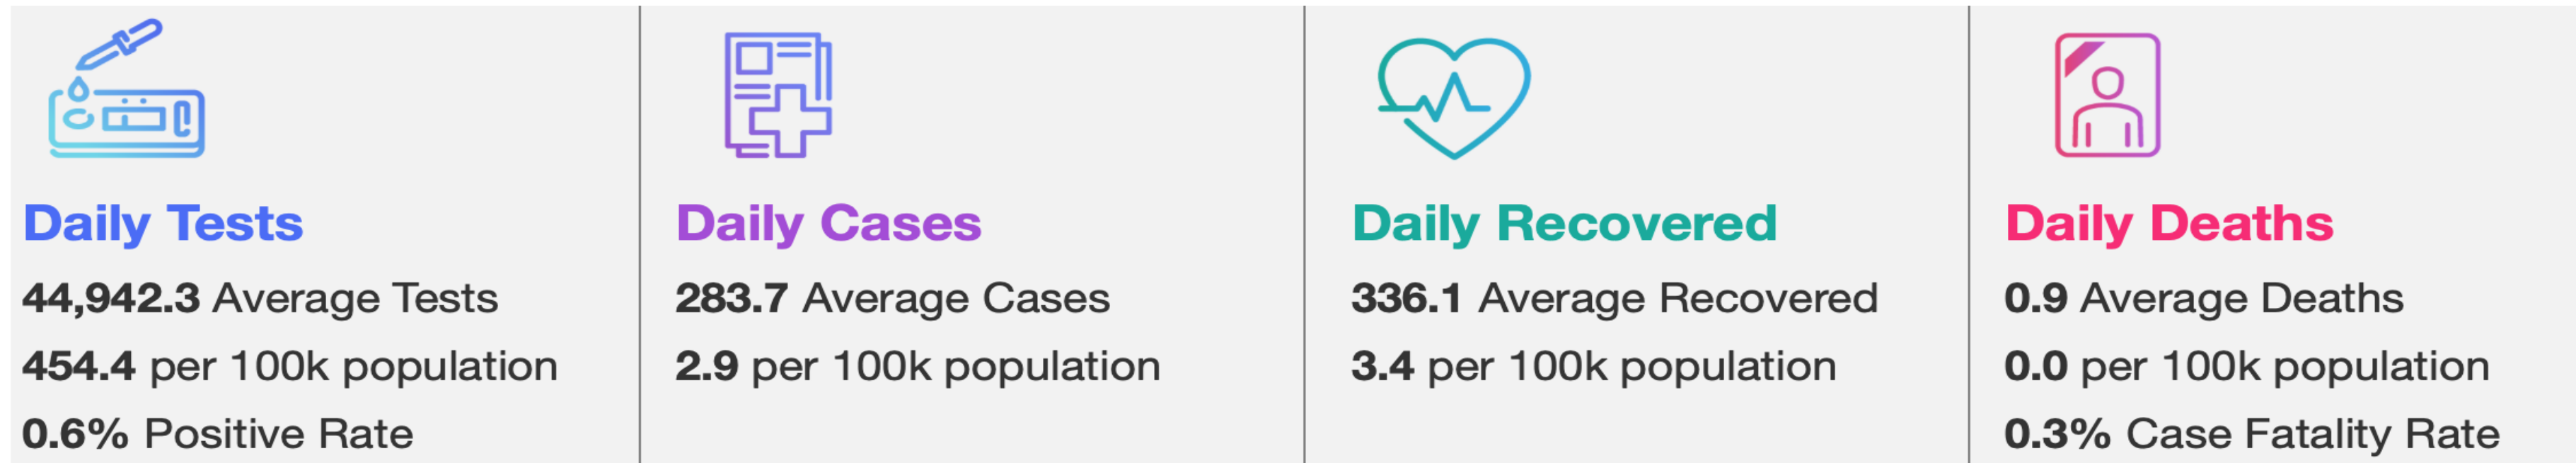 Daily Tests
44,942.3 Average Tests
454.4 per 100k population
0.6% Positive Rate
Daily Cases
283.7 Average Cases
2.9 per 100k population
Daily Recovered
336.1 Average Recovered
3.4 per 100k population
Daily Deaths
0.9 Average Deaths
0.0 per 100k population
0.3% Case Fatality Rate